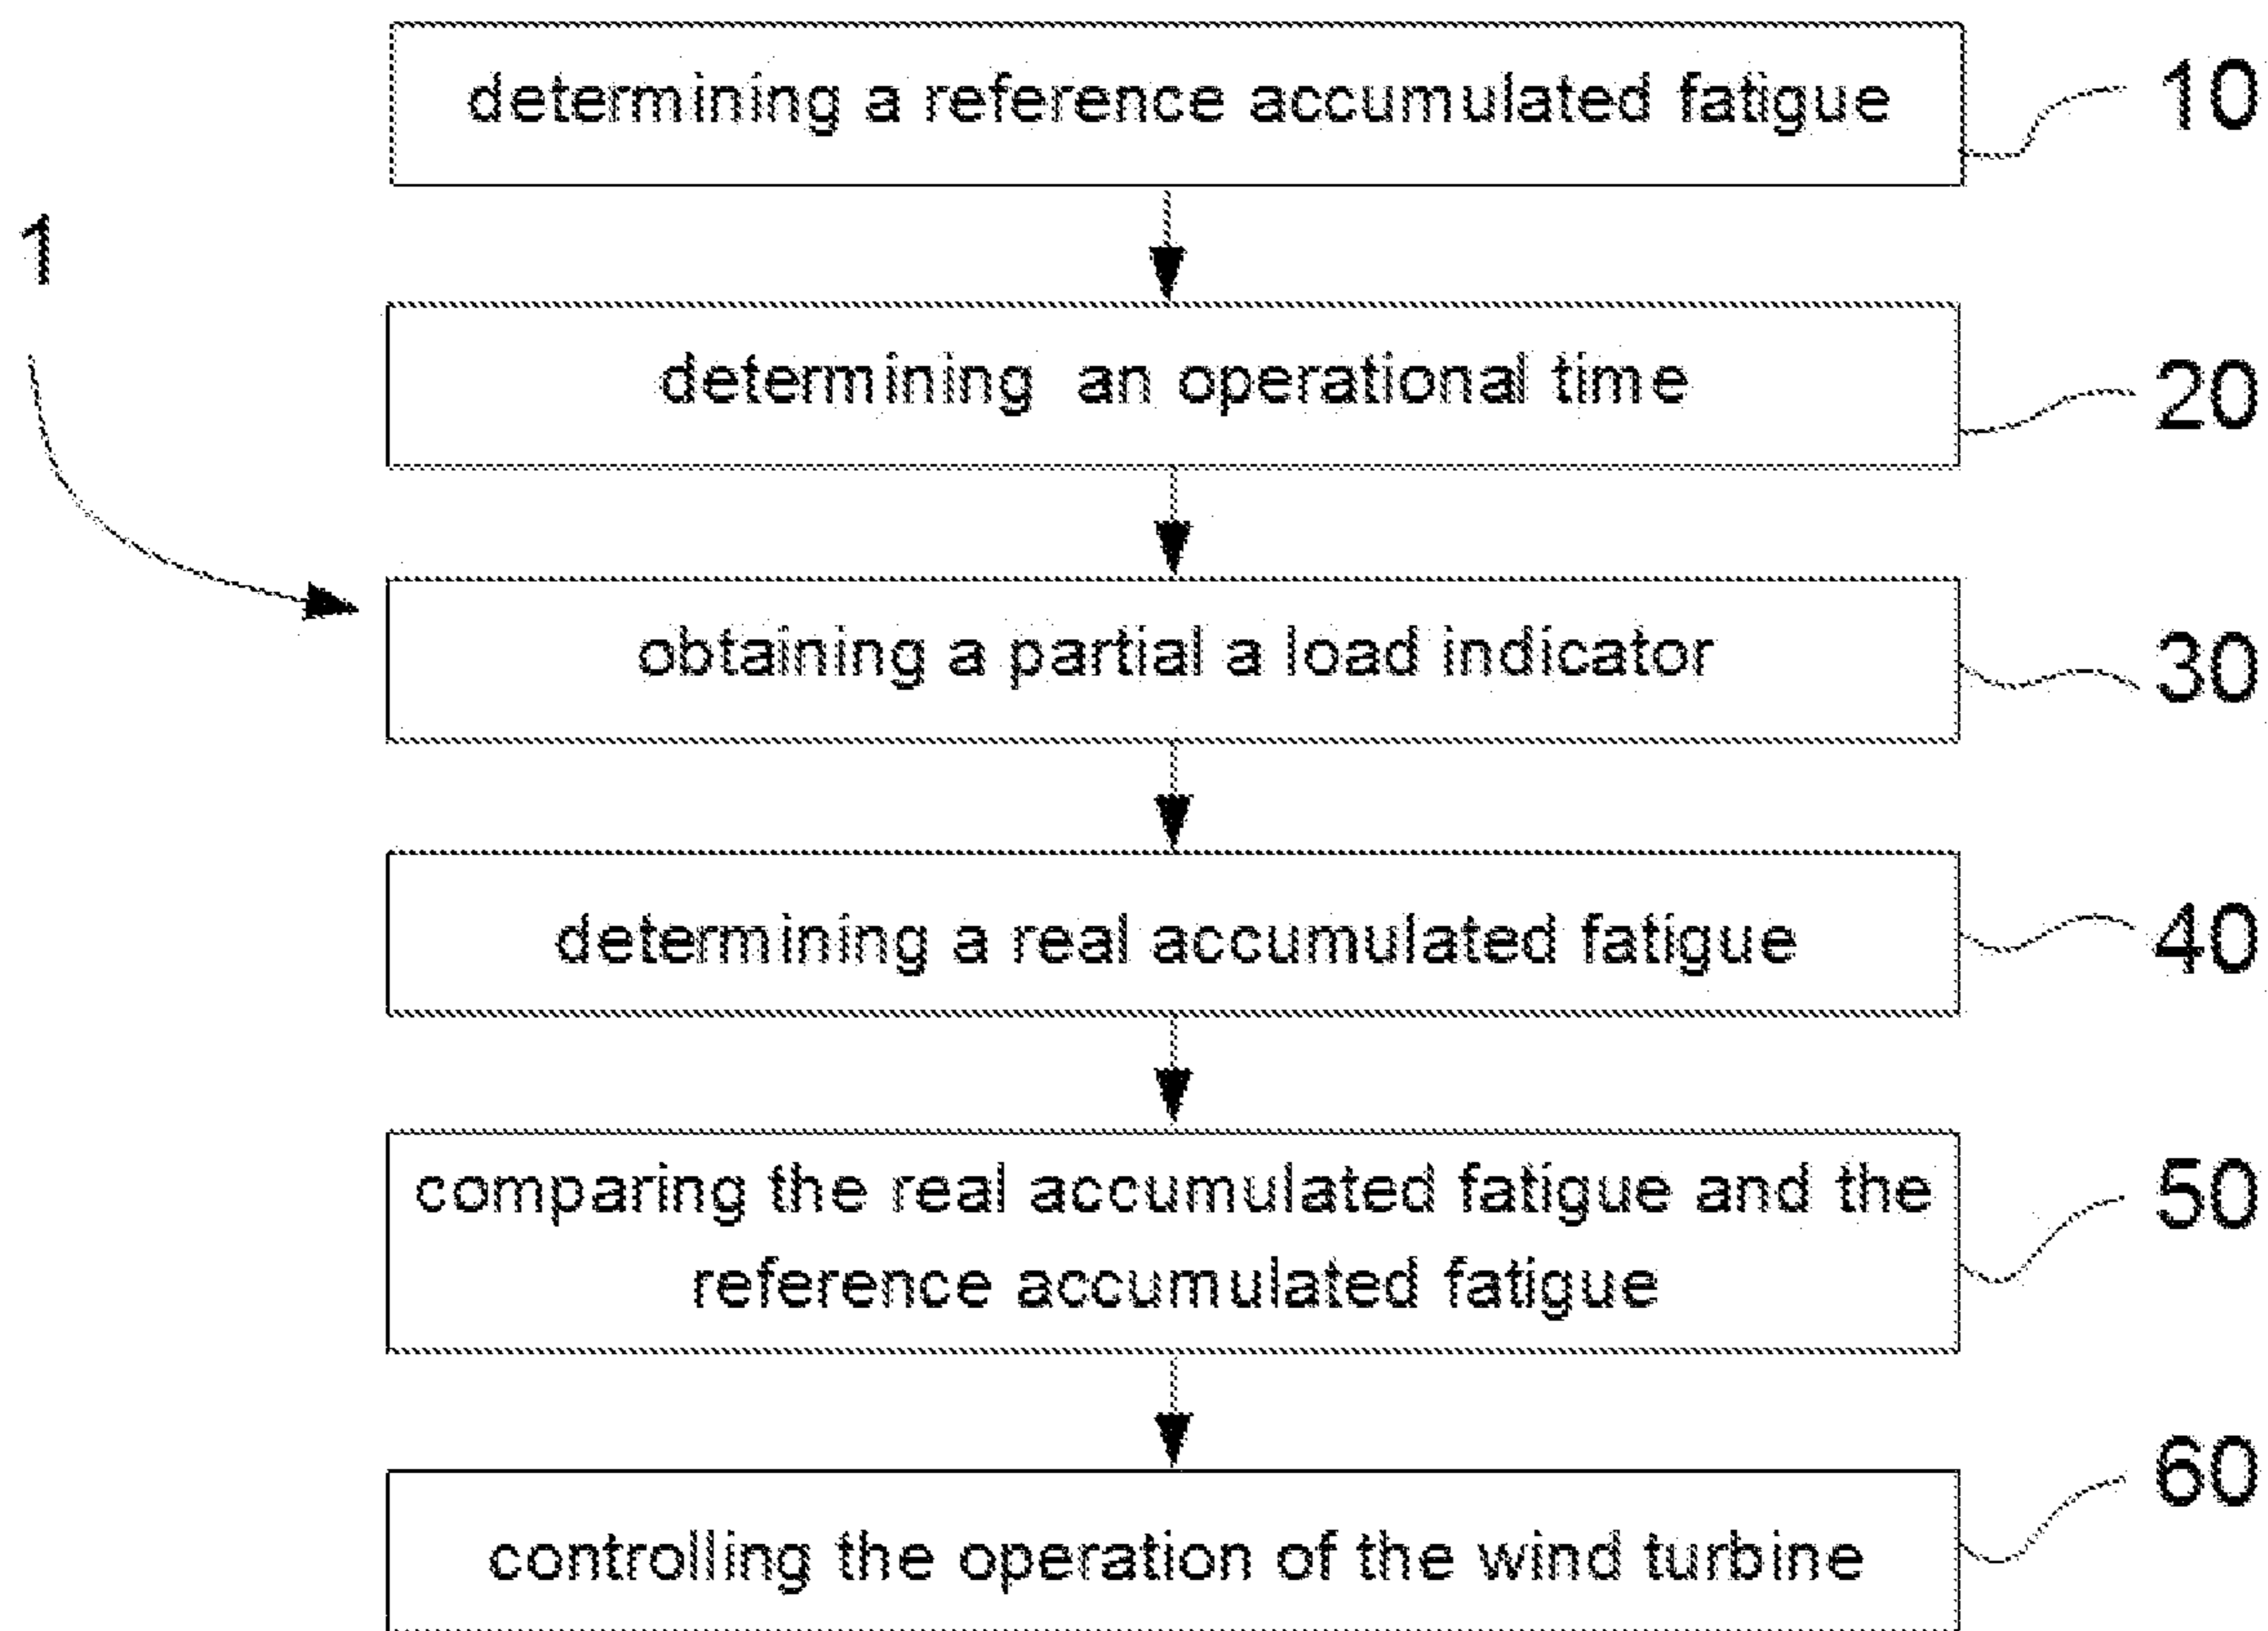 determining a reference accumulated fatigue
10
1
determining an operational time
20
obtaining a partial a load indicator
30
determining a real accumulated fatigue
40
comparing the real accumulated fatigue and the
reference accumulated fatigue
50
controlling the operation of the wind turbine
60